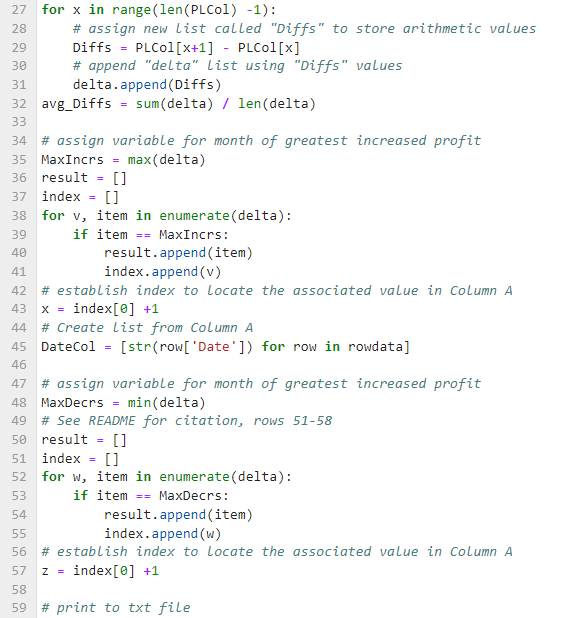 27 for x in range(len(PLCol) -1):
28     # assign new list called "Diffs" to store arithmetic values
29     Diffs = PLCol[x+1] - PLCol[x]
30     # append "delta" list using "Diffs" values
31     delta.append(Diffs)
32 avg_Diffs = sum(delta) / len(delta)
33
34 # assign variable for month of greatest increased profit
35 MaxIncrs = max(delta)
36 result = []
37 index = []
38 for v, item in enumerate(delta):
39     if item == MaxIncrs:
40         result.append(item)
41         index.append(v)
42 # establish index to locate the associated value in Column A
43 x = index[0] +1
44 # Create list from Column A
45 DateCol = [str(row['Date']) for row in rowdata]
46
47 # assign variable for month of greatest increased profit
48 MaxDecrs = min(delta)
49 # See README for citation, rows 51-58
50 result = []
51 index = []
52 for w, item in enumerate(delta):
53     if item == MaxDecrs:
54         result.append(item)
55         index.append(w)
56 # establish index to locate the associated value in Column A
57 z = index[0] +1
58
59 # print to txt file